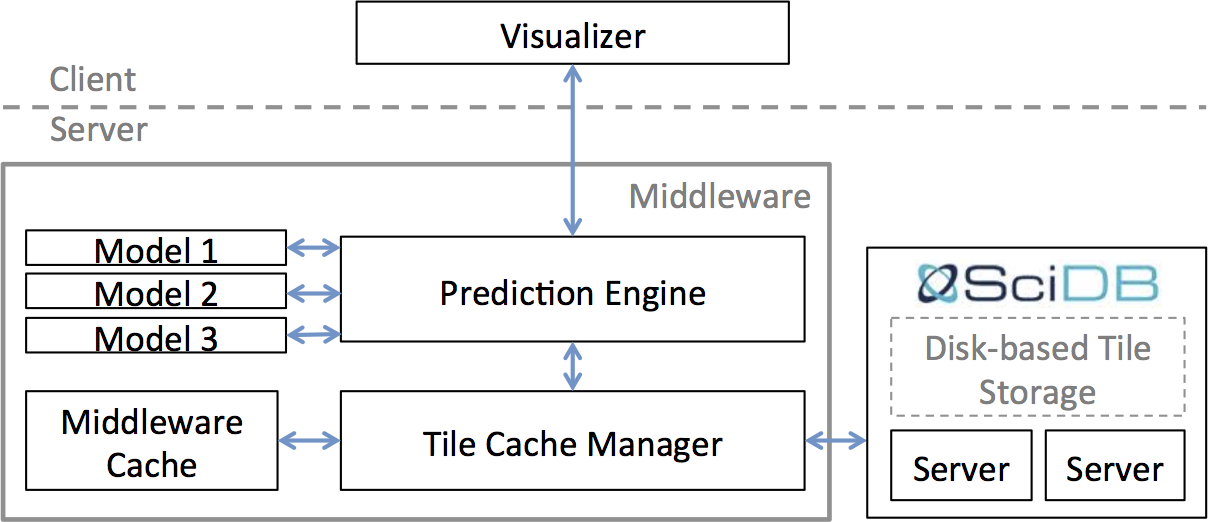 Visualizer
Client
Server
Middleware
Model 1
Model 2
Model 3
Prediction Engine
Middleware
Cache
Tile Cache Manager
SciDB
Disk-based Tile
Storage
Server
Server